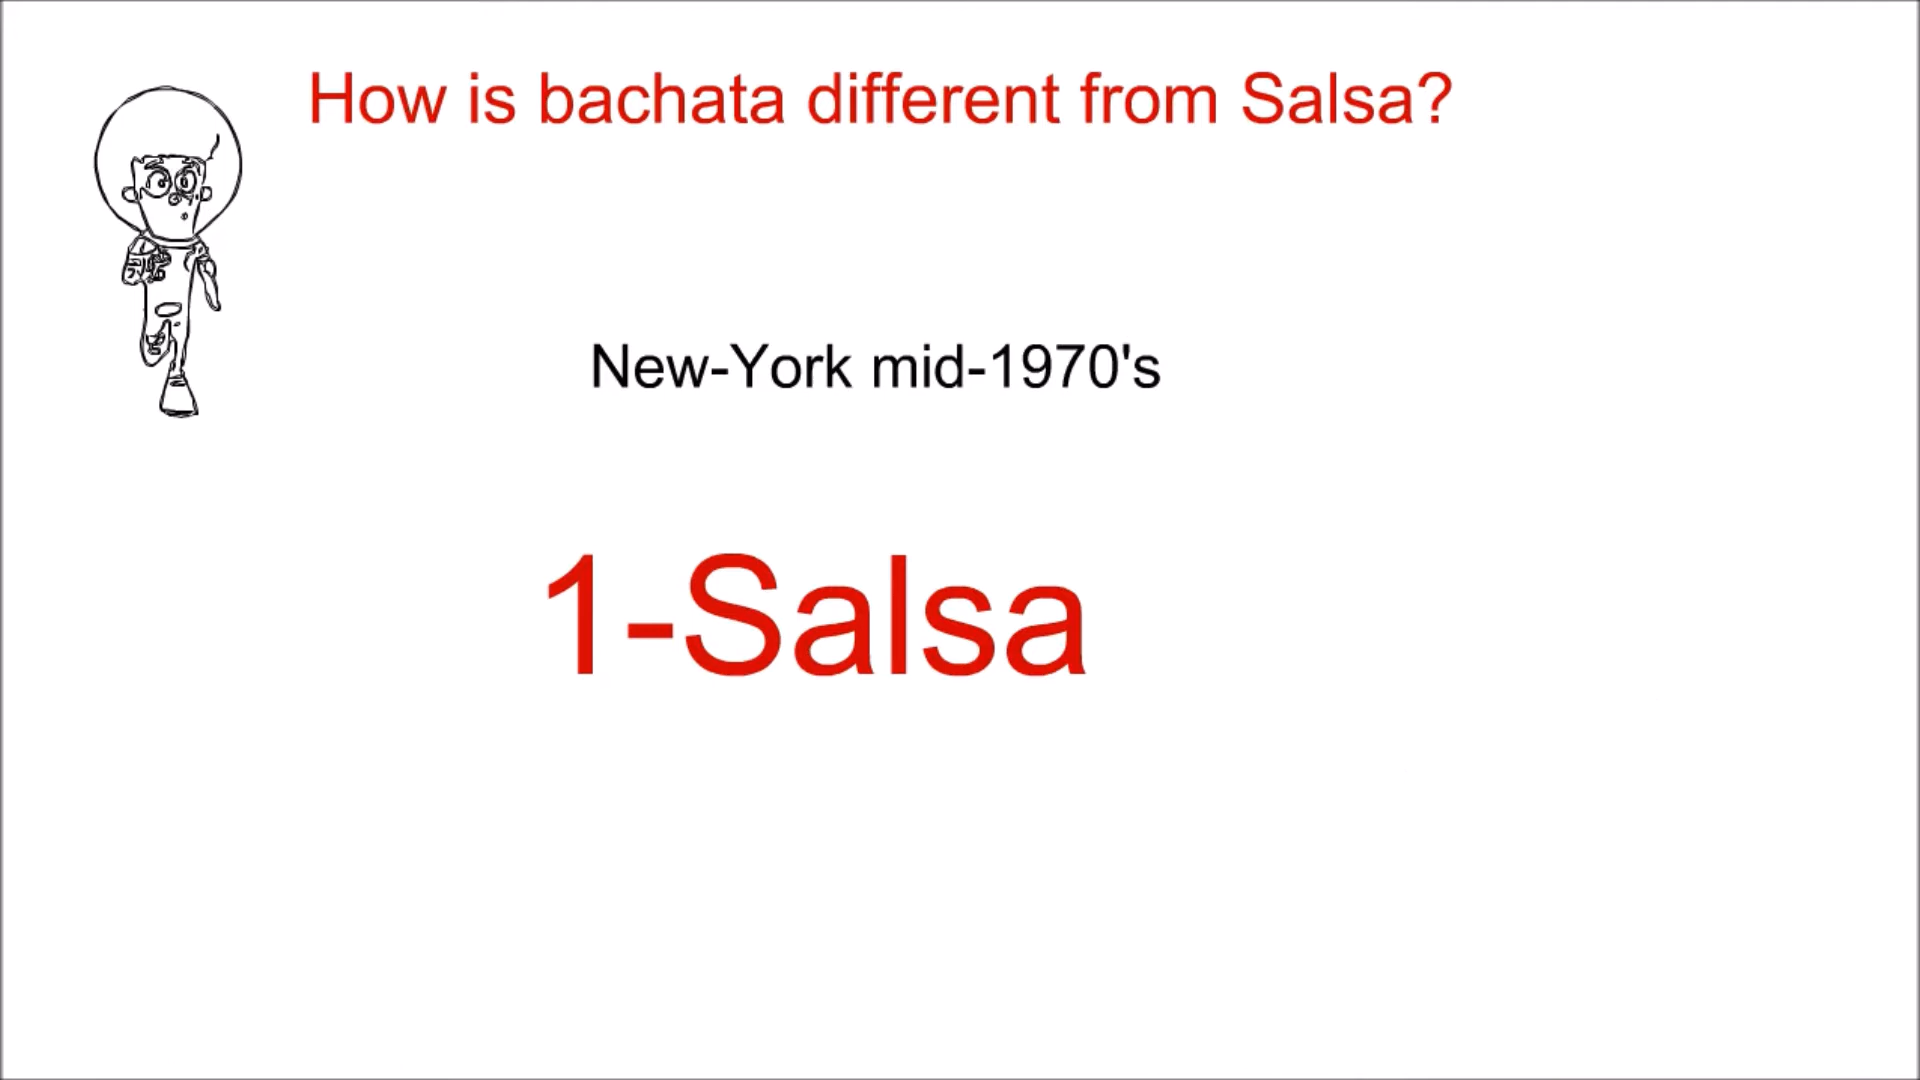 How is bachata different from Salsa?
New-York mid-1970's
1-Salsa